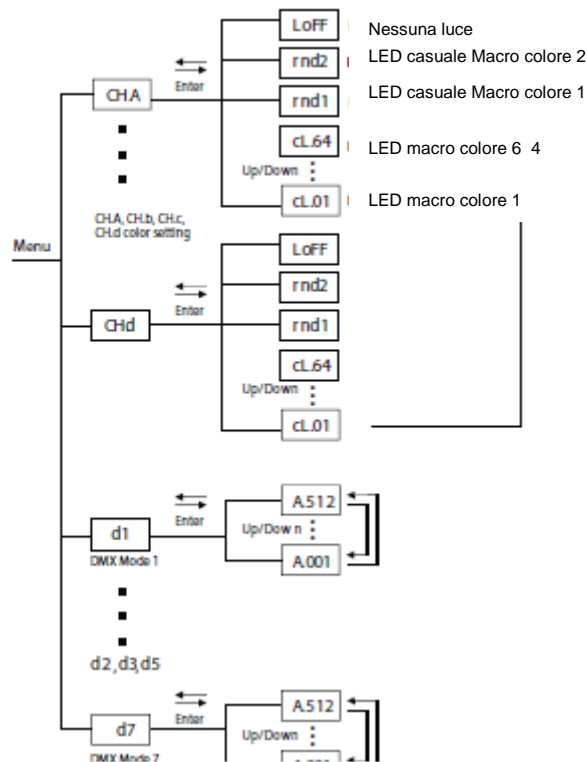 LoFF Nessuna luce
rnd2 LED casuale Macro colore 2
Enter
CH.A
rnd1 LED casuale Macro colore 1
cL.64 LED macro colore 6 4
Up/Down
cL.01 LED macro colore 1
CH.A, CH.b, CH.c,
CH.d color setting
Menu
LoFF
rnd2
Enter
CHd
rnd1
cL.64
Up/Down
cL.01
A.512
Enter
d1
Up/Dow n
A.001
DMX Mode 1
d2,d3,d5
A.512
Enter
d7
Up/Down
A.001
DMX Mode 7